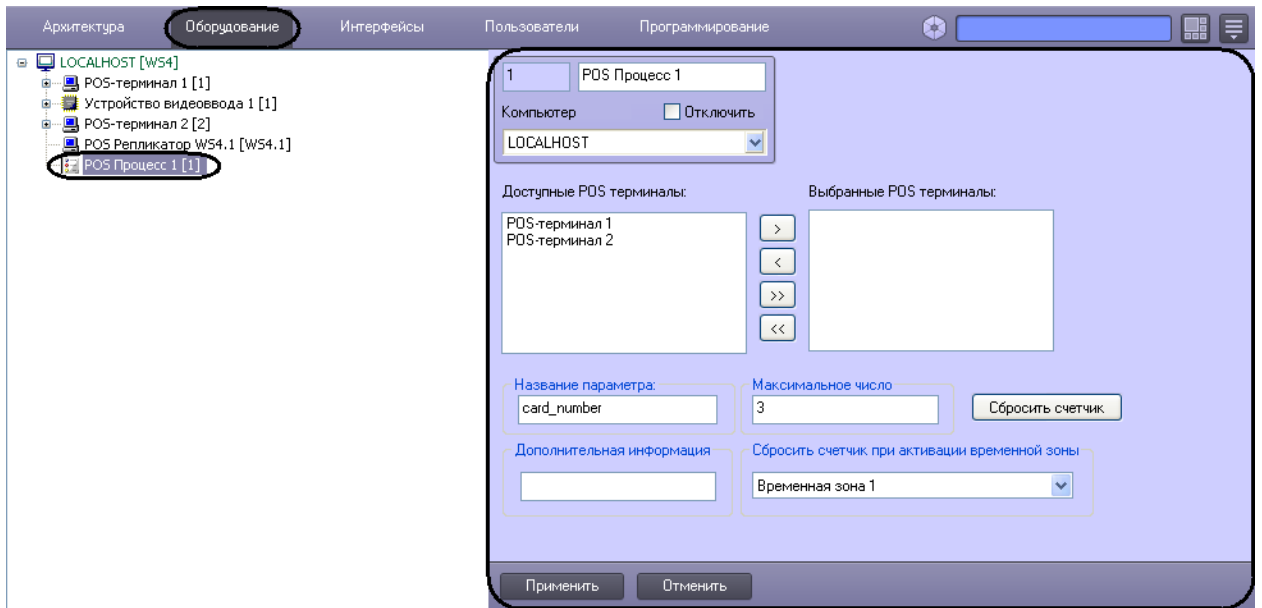 Архитектура Оборудование Интерфейсы Пользователи Программирование
LOCALHOST [WS4]
POS-терминал 1 [1]
Устройство видеоввода 1 [1]
POS-терминал 2 [2]
POS Репликатор WS4.1 [WS4.1]
POS Процесс 1 [1]
1 POS Процесс 1
Компьютер Отключить
LOCALHOST
Доступные POS терминалы: Выбранные POS терминалы:
POS-терминал 1
POS-терминал 2
>
<
>>
<<
Название параметра: Максимальное число
card_number 3 Сбросить счетчик
Дополнительная информация Сбросить счетчик при активации временной зоны
Временная зона 1
Применить Отменить